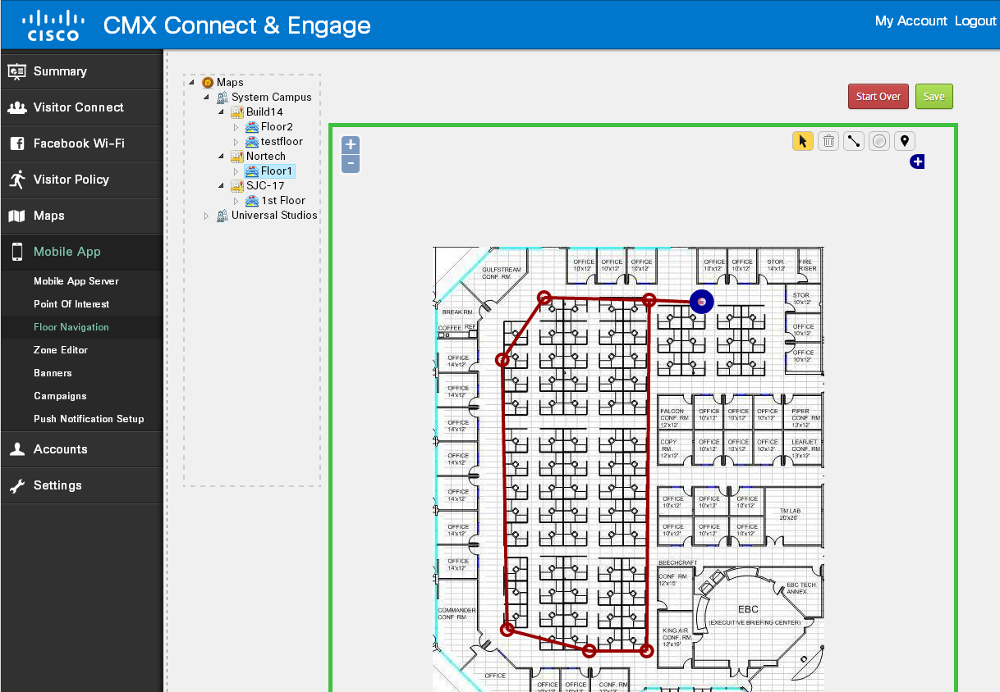 CISCO
CMX Connect & Engage
My Account Logout
Summary
Visitor Connect
Facebook Wi-Fi
Visitor Policy
Maps
Mobile App
Mobile App Server
Point Of Interest
Floor Navigation
Zone Editor
Banners
Campaigns
Push Notification Setup
Accounts
Settings
Maps
System Campus
Build14
Floor2
testfloor
Nortech
Floor1
SJC-17
1st Floor
Universal Studios
Start Over
Save
+
-
GULFSTREAM
CONF. RM.
OFFICE
10'x12'
OFFICE
10'x12'
OFFICE
10'x12'
OFFICE
10'x12'
OFFICE
10'x12'
STOR.
14'x12'
FIRE
RISER
STOR.
10'x12'
OFFICE
10'x12'
OFFICE
10'x12'
BREAK RM.
COFFEE
REF
OFFICE
14'x12'
OFFICE
14'x12'
OFFICE
14'x12'
OFFICE
14'x12'
OFFICE
14'x12'
OFFICE
14'x12'
OFFICE
14'x12'
COMMANDER
CONF RM.
FALCON
CONF. RM
12'x12'
OFFICE
10'x12'
OFFICE
10'x12'
OFFICE
10'x12'
PIPER
CONF. RM
13'x12'
COPY
RM.
12'x12'
OFFICE
10'x12'
OFFICE
10'x12'
OFFICE
10'x12'
LEARJET
CONF. RM.
13'x12'
OFFICE
10'x12'
OFFICE
10'x12'
OFFICE
10'x12'
TM LAB
20'x20'
OFFICE
10'x12'
OFFICE
10'x12'
OFFICE
10'x12'
BEECHCRAFT
CONF RM.
12'x15'
EBC TECH.
ANNEX.
EBC
(EXECUTIVE BRIEFING CENTER)
KING AIR
CONF. RM.
12'x19'
OFFICE
OFFICE
10'x12'
OFFICE
10'x12'
CONF. RM